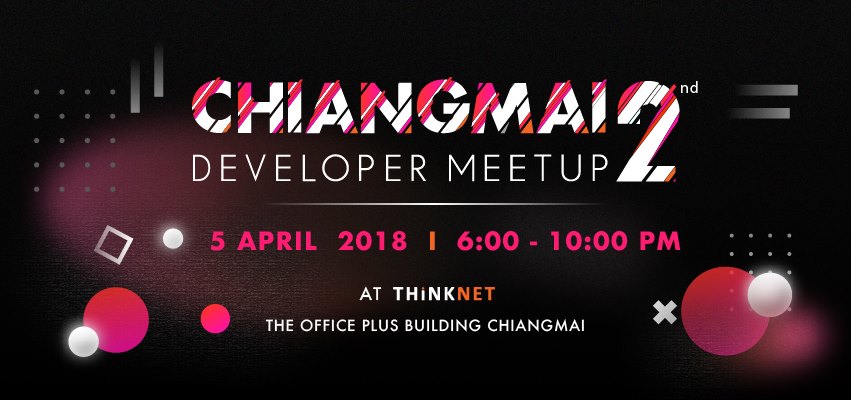 CHIANGMAI 2nd
DEVELOPER MEETUP
5 APRIL 2018 | 6:00 - 10:00 PM
AT THiNKNET
THE OFFICE PLUS BUILDING CHIANGMAI